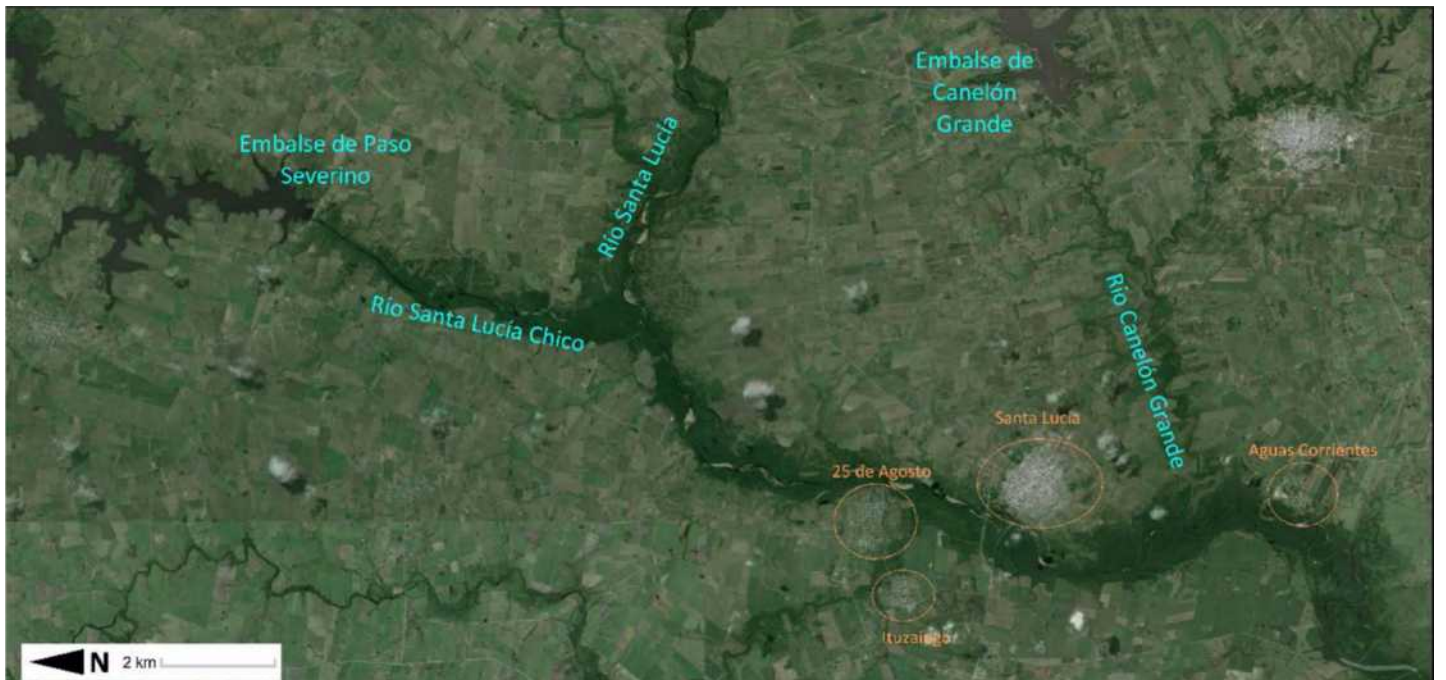 Embalse de
Canelón
Grande
Embalse de Paso
Severino
Río Santa Lucía
Río Santa Lucía Chico
Río Canelón Grande
Santa Lucía
Aguas Corrientes
25 de Agosto
Ituzaingo
N 2 km